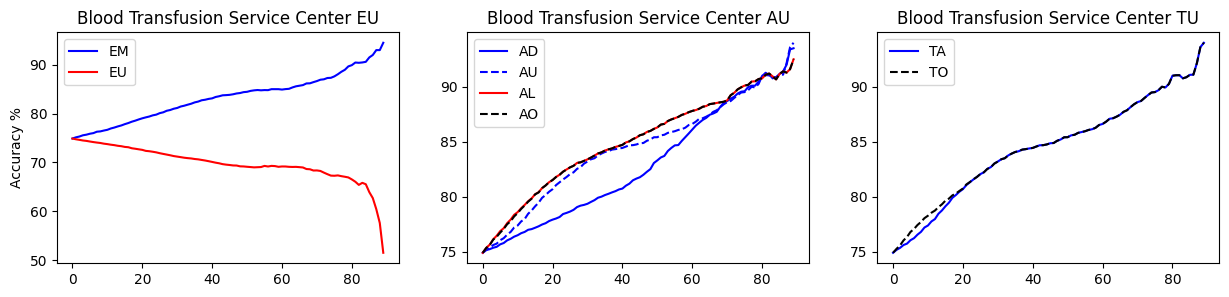 Blood Transfusion Service Center EU
Accuracy %
90
80
70
60
50
0 20 40 60 80
EM
EU
Blood Transfusion Service Center AU
90
85
80
75
0 20 40 60 80
AD
AU
AL
AO
Blood Transfusion Service Center TU
90
85
80
75
0 20 40 60 80
TA
TO